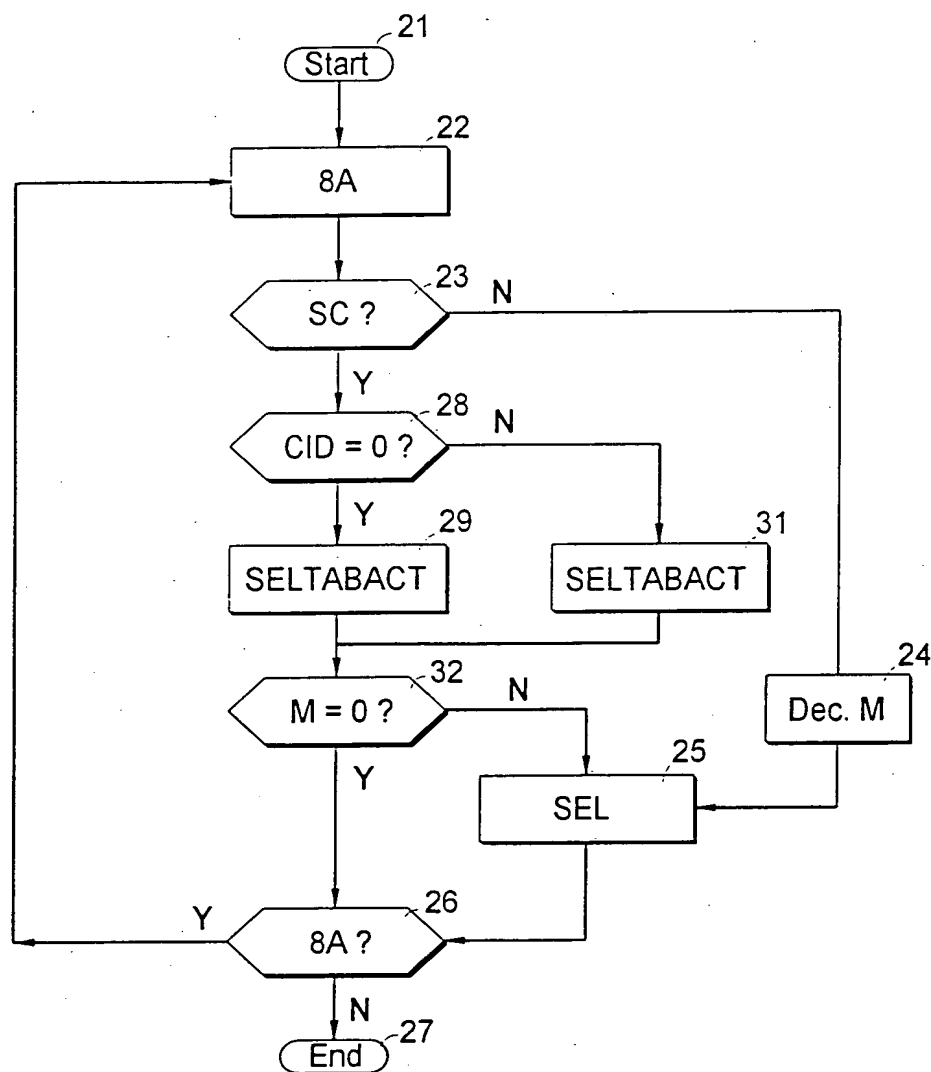 21
Start
22
8A
23
SC ?
N
Y
28
CID = 0 ?
N
Y
29
SELTABACT
31
SELTABACT
32
M = 0 ?
N
Y
24
Dec. M
25
SEL
26
8A ?
Y
N
27
End